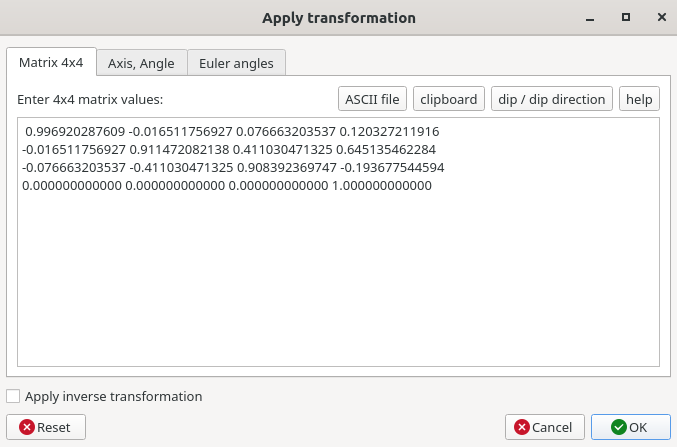 Apply transformation
Matrix 4x4 Axis, Angle Euler angles
Enter 4x4 matrix values: ASCII file clipboard dip / dip direction help
0.996920287609 -0.016511756927 0.076663203537 0.120327211916
-0.016511756927 0.911472082138 0.411030471325 0.645135462284
-0.076663203537 -0.411030471325 0.908392369747 -0.193677544594
0.000000000000 0.000000000000 0.000000000000 1.000000000000
Apply inverse transformation
Reset Cancel OK